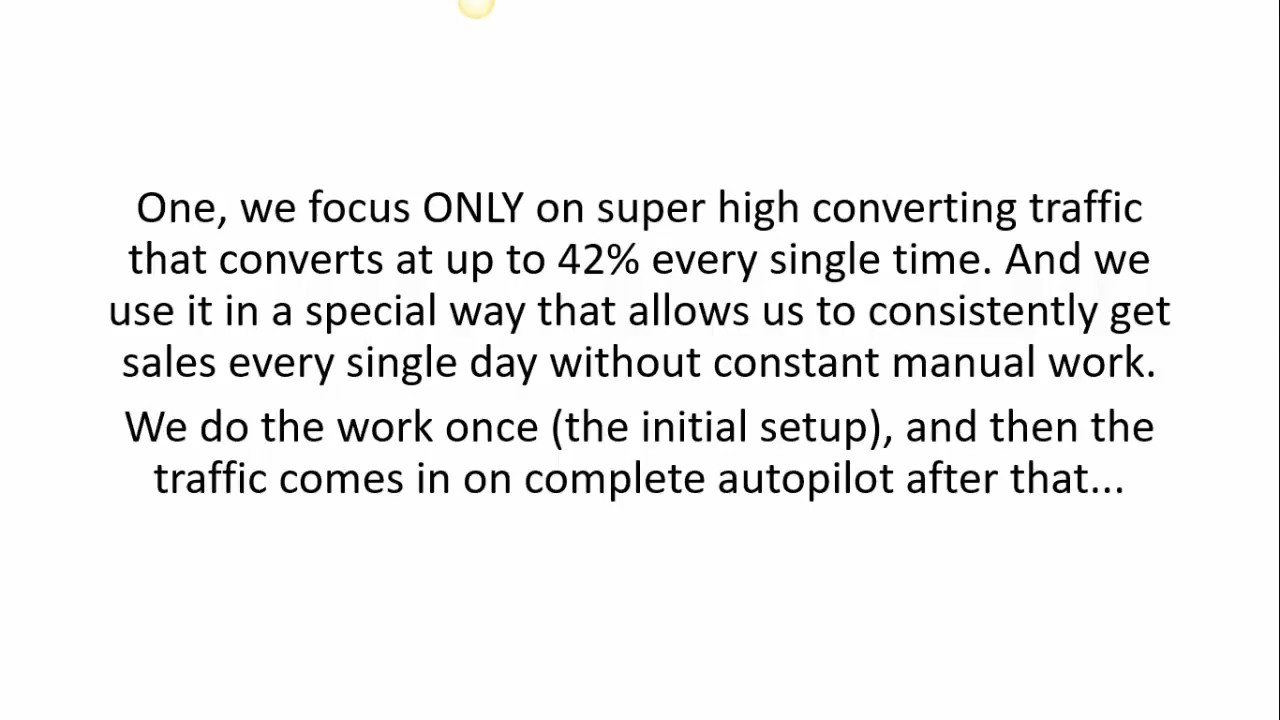 One, we focus ONLY on super high converting traffic
that converts at up to 42% every single time. And we
use it in a special way that allows us to consistently get
sales every single day without constant manual work.
We do the work once (the initial setup), and then the
traffic comes in on complete autopilot after that...